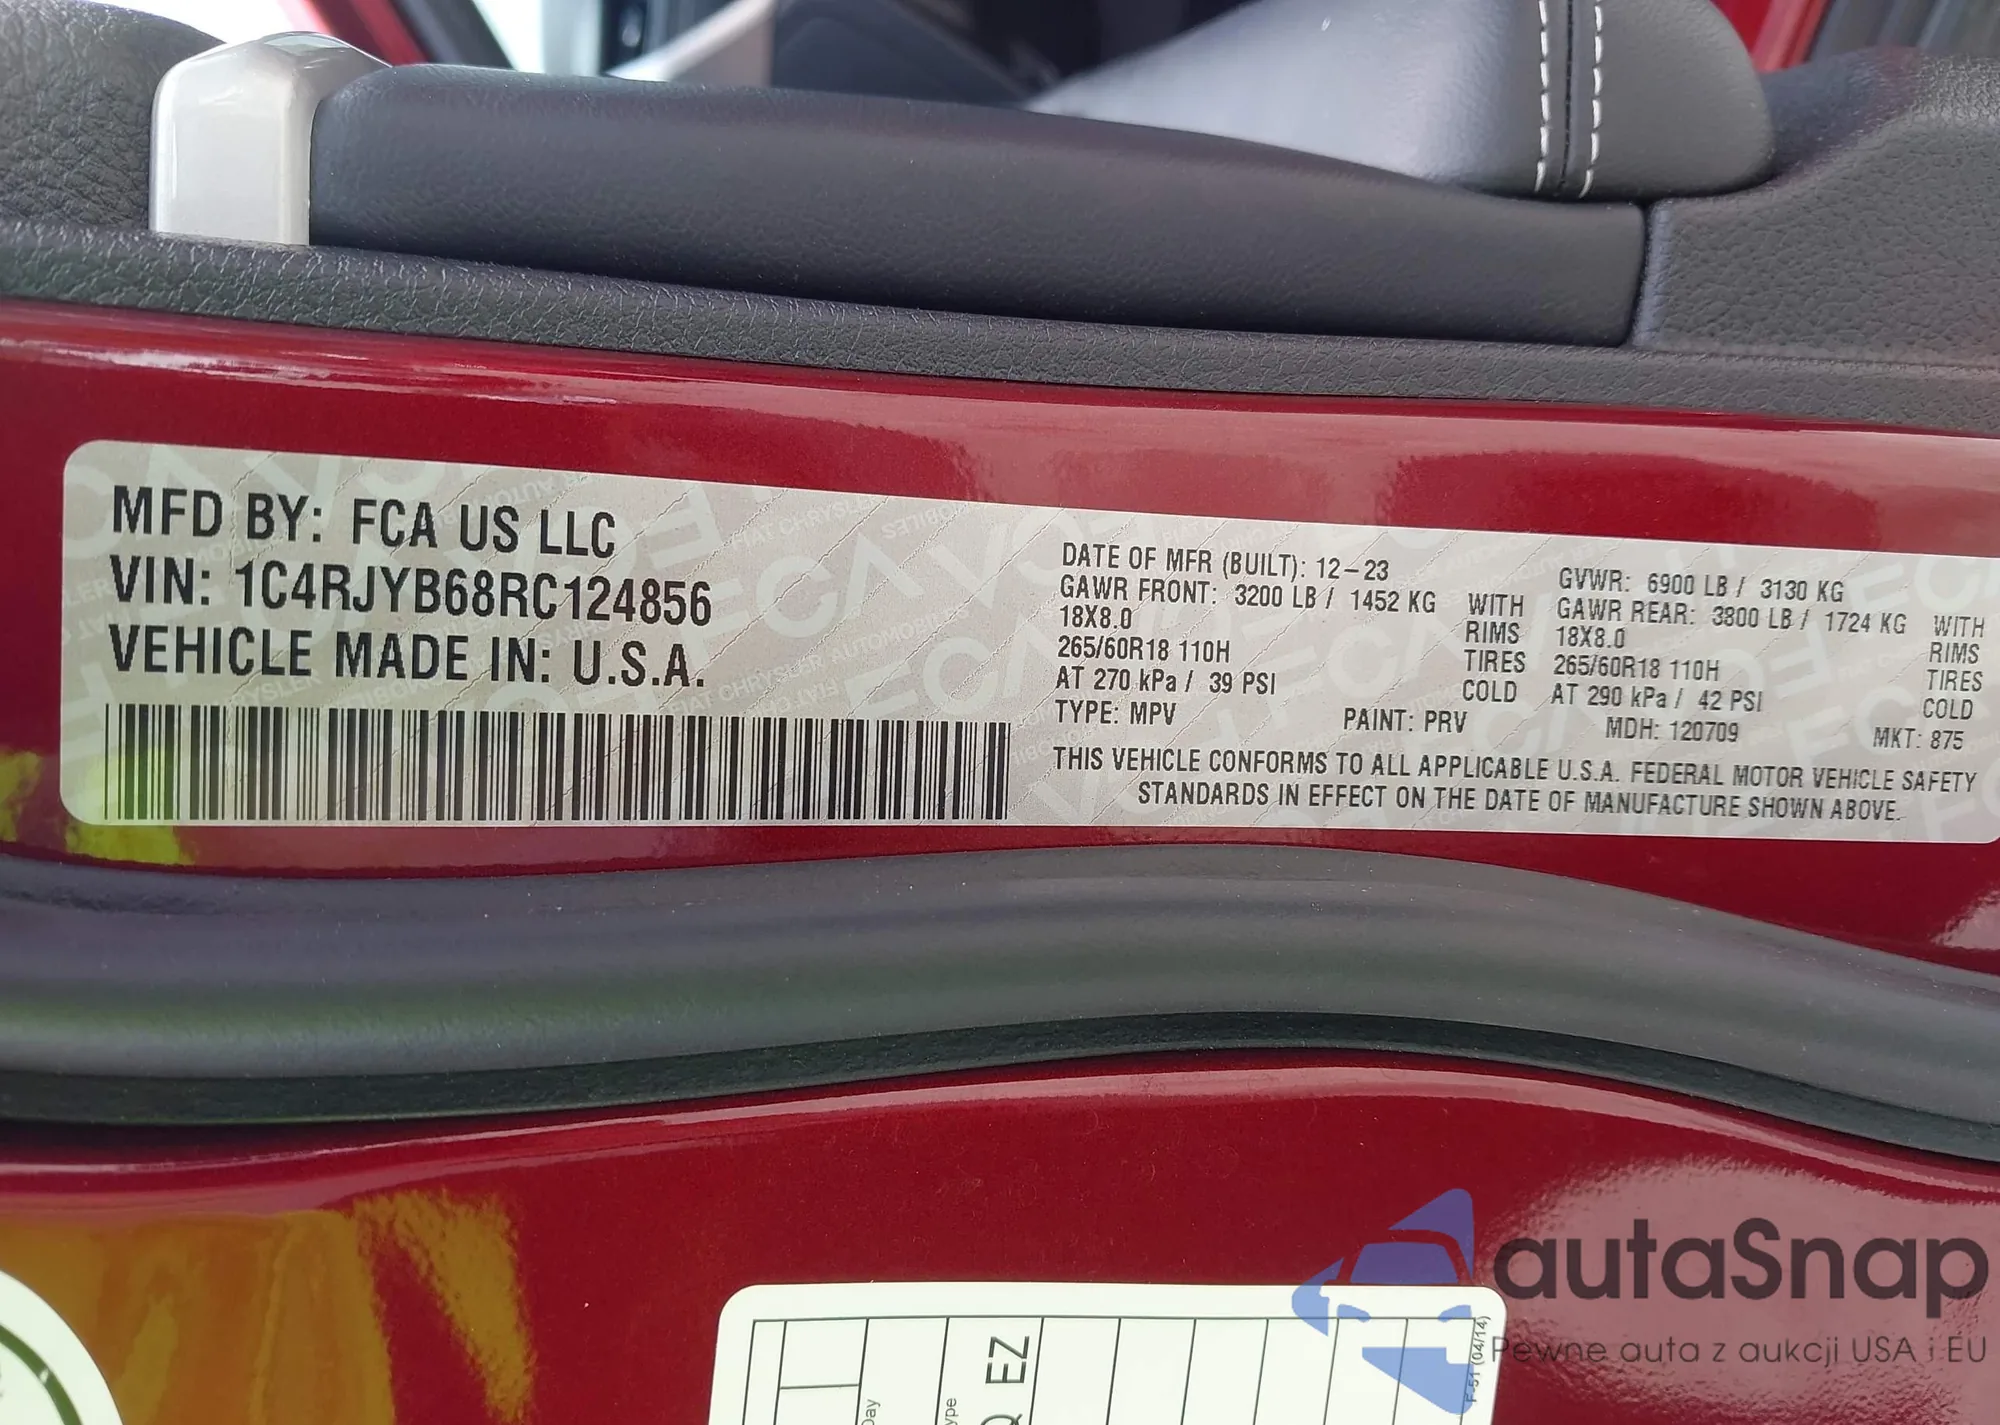 MFD BY: FCA US LLC
VIN: 1C4RJYB68RC124856
VEHICLE MADE IN: U.S.A.
DATE OF MFR (BUILT): 12-23
GAWR FRONT: 3200 LB / 1452 KG WITH
18X8.0 RIMS
265/60R18 110H TIRES
AT 270 kPa / 39 PSI COLD
GVWR: 6900 LB / 3130 KG
GAWR REAR: 3800 LB / 1724 KG WITH
18X8.0 RIMS
265/60R18 110H TIRES
AT 290 kPa / 42 PSI COLD
TYPE: MPV PAINT: PRV MDH: 120709 MKT: 875
THIS VEHICLE CONFORMS TO ALL APPLICABLE U.S.A. FEDERAL MOTOR VEHICLE SAFETY
STANDARDS IN EFFECT ON THE DATE OF MANUFACTURE SHOWN ABOVE.
Day
EZ
F-51 (04/14)
autaSnap
Pewne auta z aukcji USA i EU